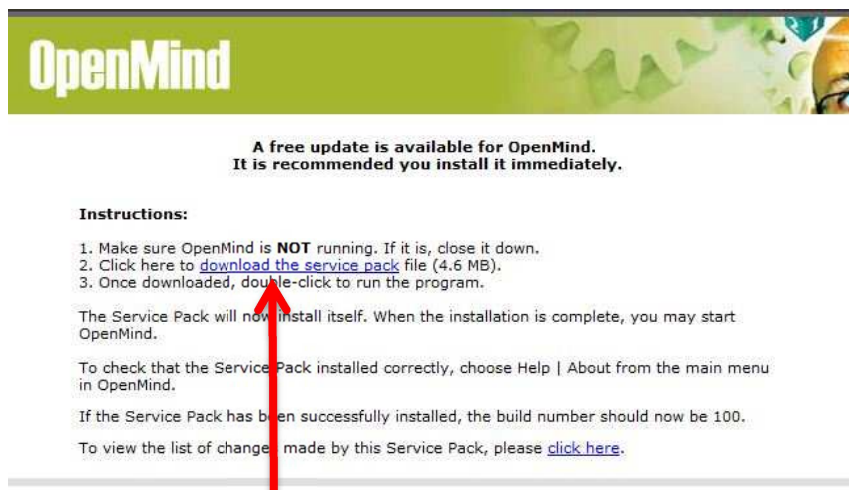 OpenMind
A free update is available for OpenMind.
It is recommended you install it immediately.
Instructions:
1. Make sure OpenMind is NOT running. If it is, close it down.
2. Click here to download the service pack file (4.6 MB).
3. Once downloaded, double-click to run the program.
The Service Pack will now install itself. When the installation is complete, you may start
OpenMind.
To check that the Service Pack installed correctly, choose Help | About from the main menu
in OpenMind.
If the Service Pack has been successfully installed, the build number should now be 100.
To view the list of changes made by this Service Pack, please click here.